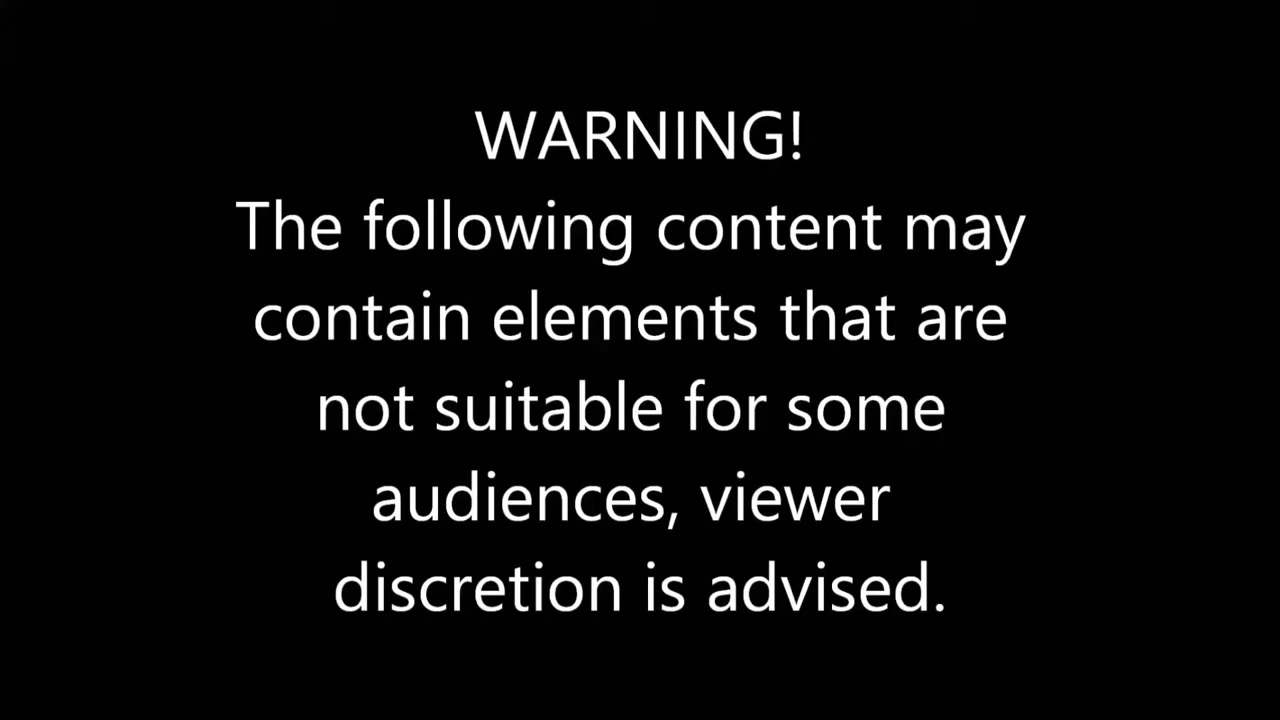 WARNING!
The following content may
contain elements that are
not suitable for some
audiences, viewer
discretion is advised.